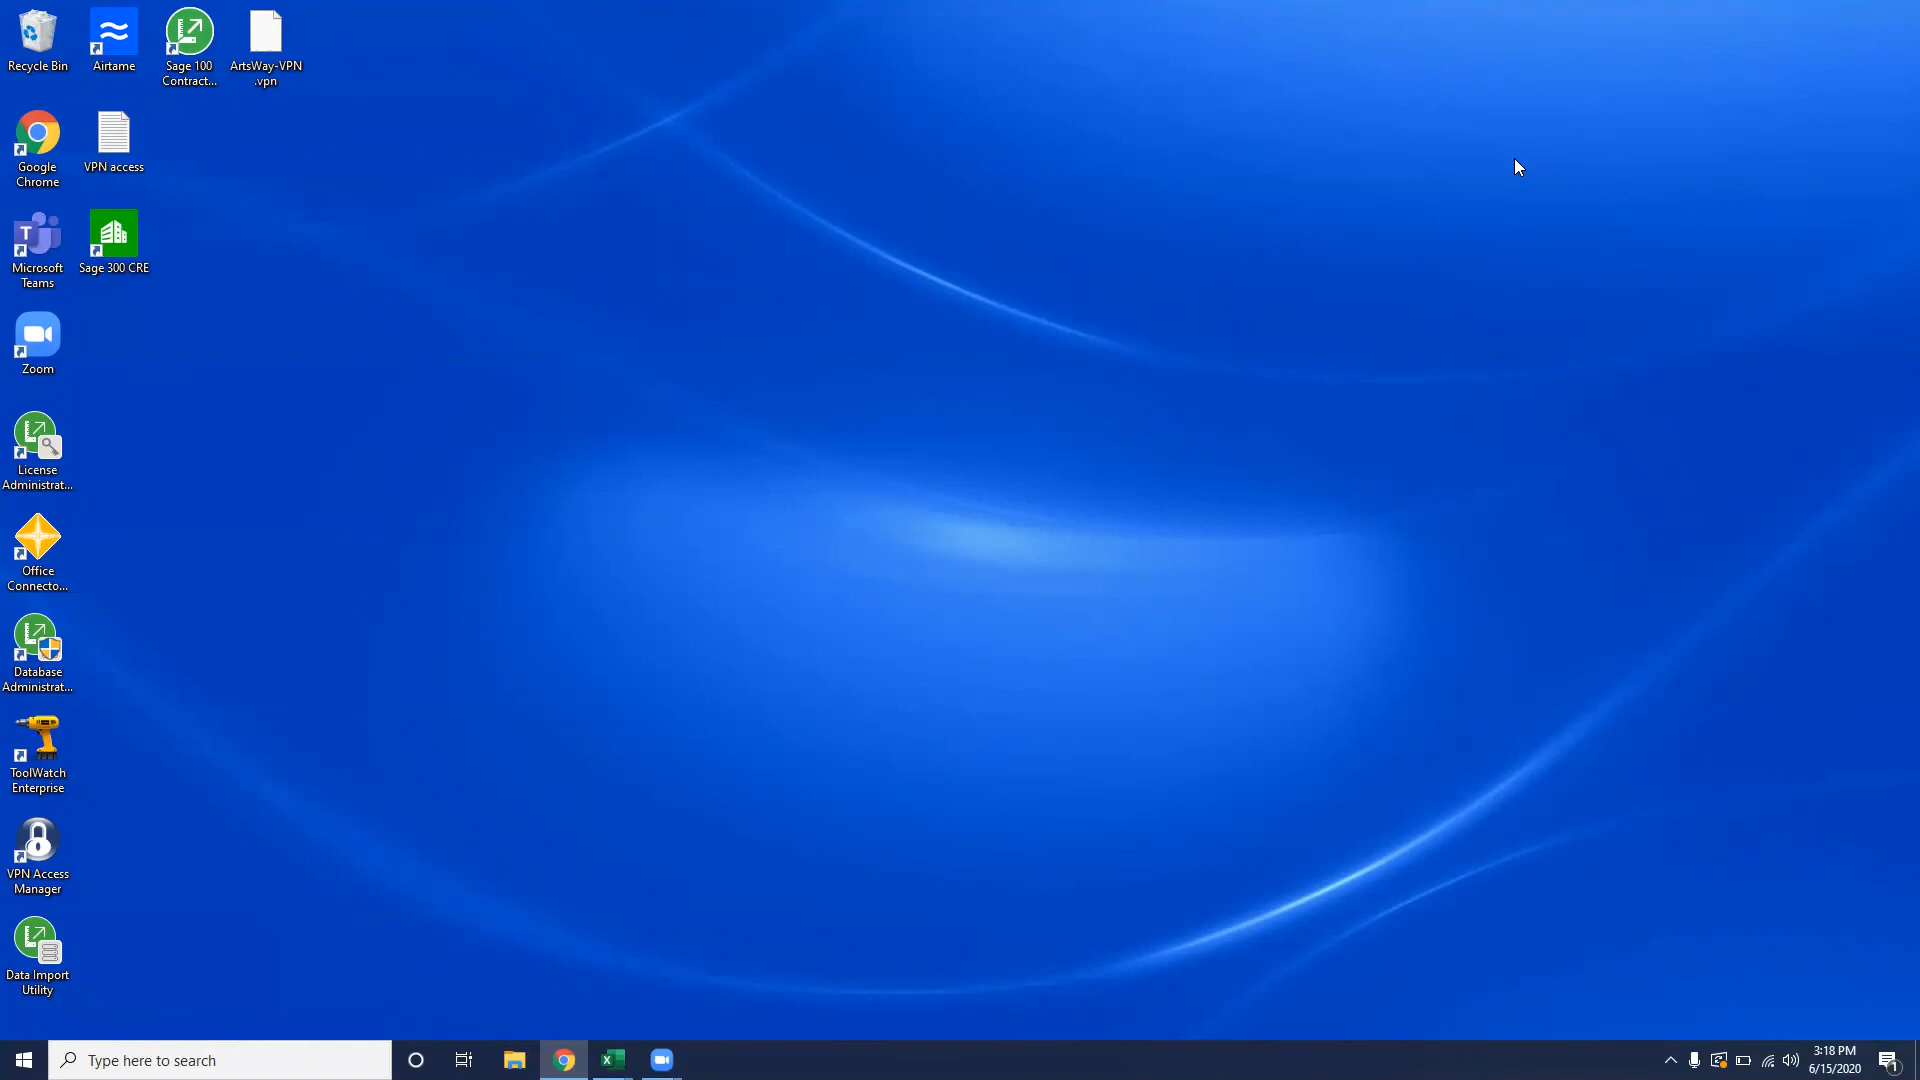 Recycle Bin
Airtame
Sage 100
Contract...
ArtsWay-VPN
.vpn
Google
Chrome
VPN access
Microsoft
Teams
Sage 300 CRE
Zoom
License
Administrat...
Office
Connecto...
Database
Administrat...
ToolWatch
Enterprise
VPN Access
Manager
Data Import
Utility
Type here to search
3:18 PM
6/15/2020
1